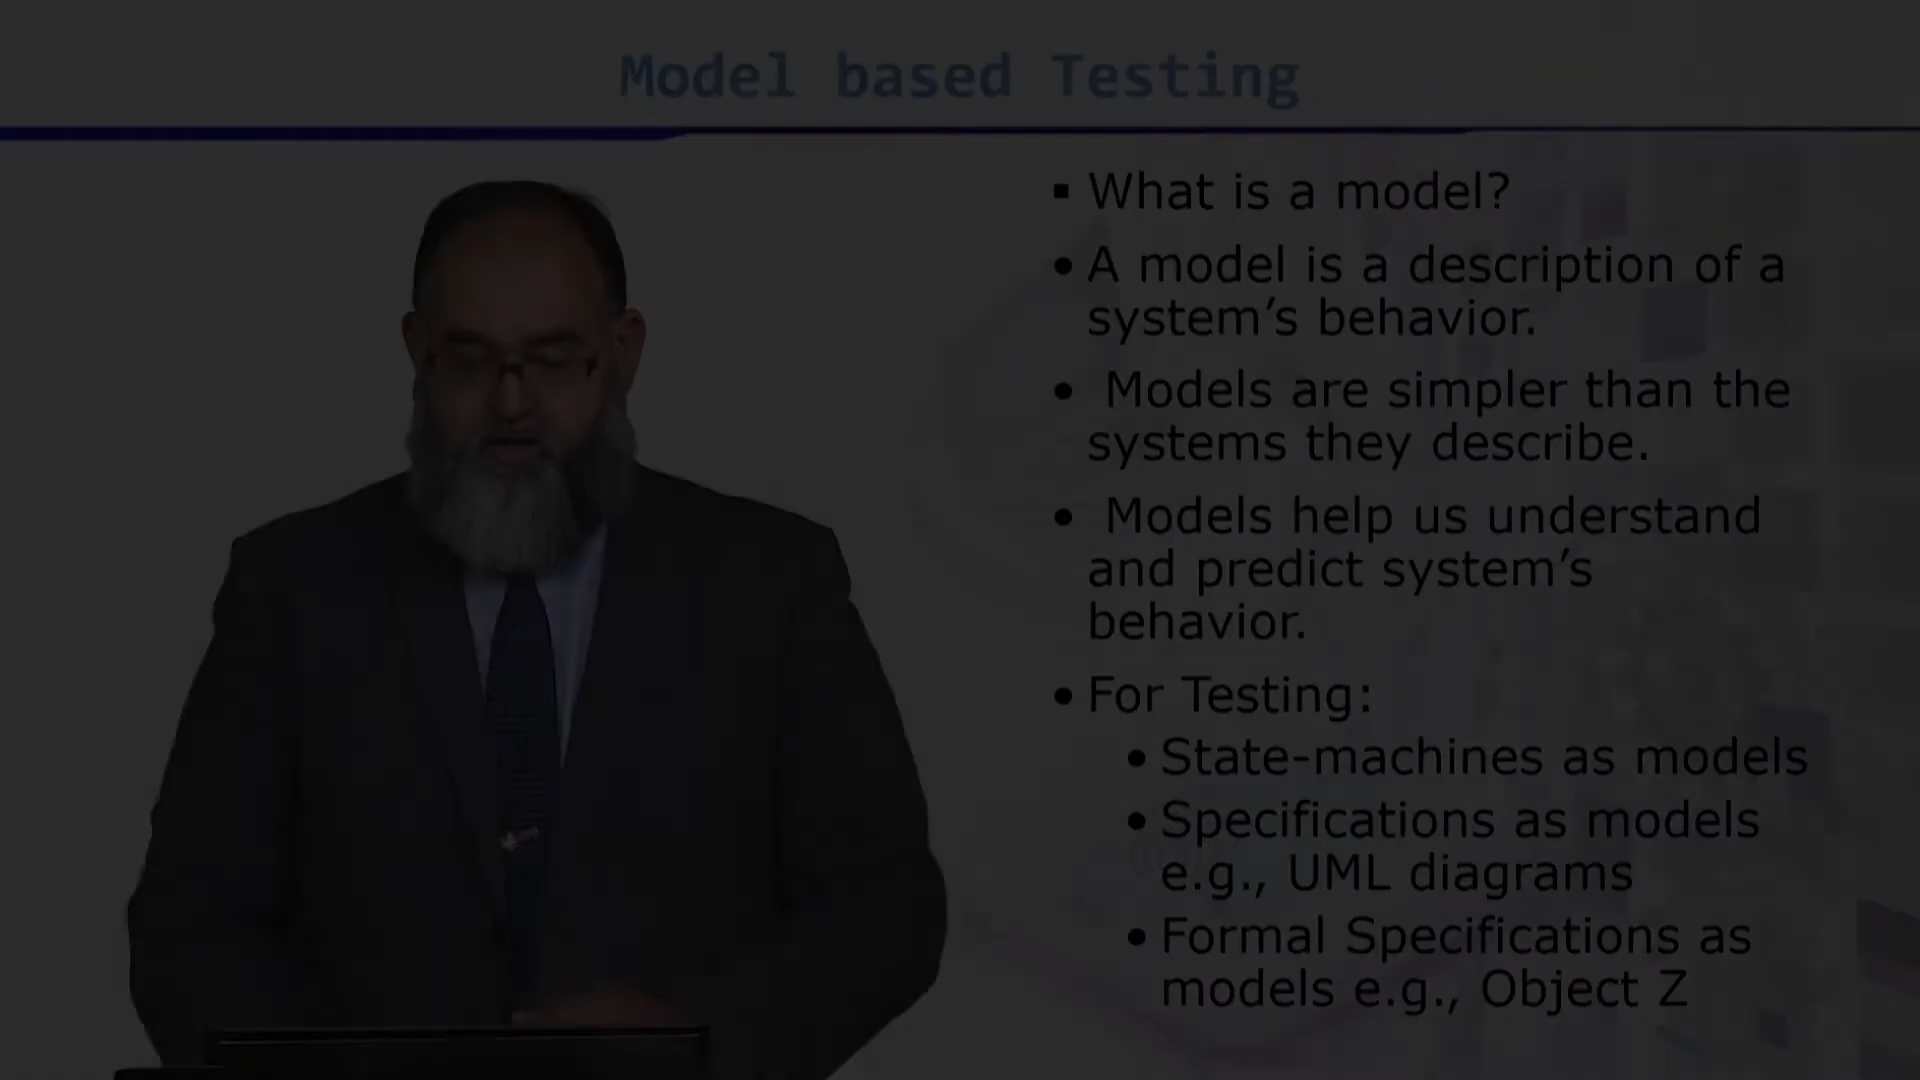 Model based Testing
▪ What is a model?
• A model is a description of a
system’s behavior.
• Models are simpler than the
systems they describe.
• Models help us understand
and predict system’s
behavior.
• For Testing:
• State-machines as models
• Specifications as models
e.g., UML diagrams
• Formal Specifications as
models e.g., Object Z